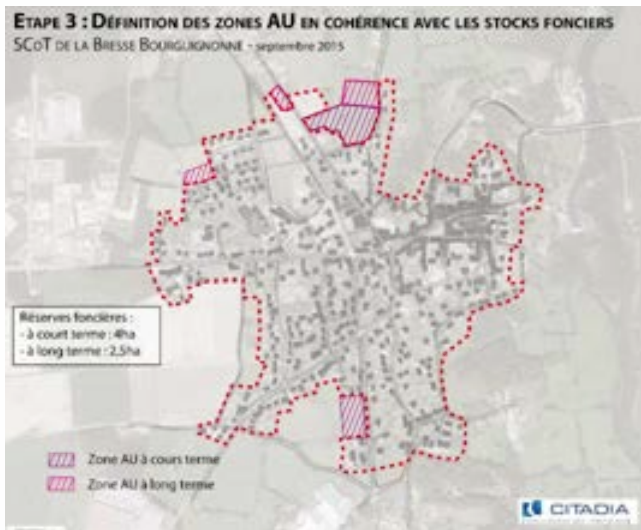 ETAPE 3 : DÉFINITION DES ZONES AU EN COHÉRENCE AVEC LES STOCKS FONCIERS
SCoT DE LA BRESSE BOURGUIGNONNE - septembre 2015
Réserves foncières :
- à court terme : 4ha
- à long terme : 2,5ha
Zone AU à cours terme
Zone AU à long terme
CITADIA